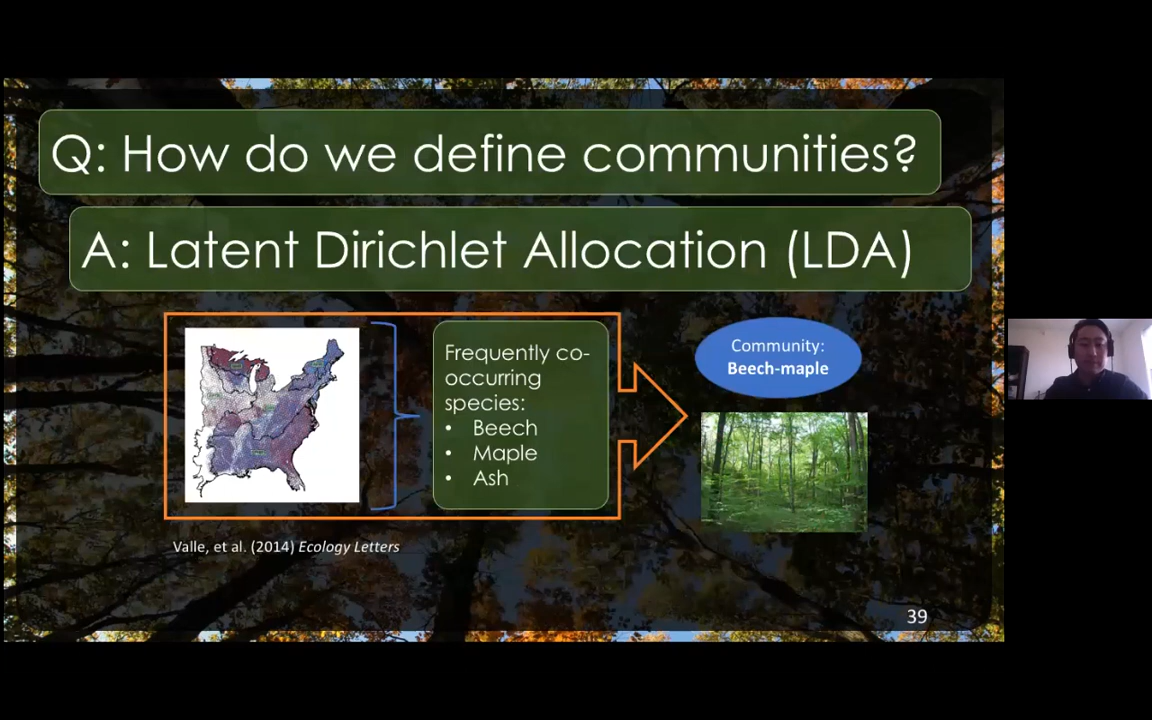 Q: How do we define communities?
A: Latent Dirichlet Allocation (LDA)
Frequently co-
occurring
species:
• Beech
• Maple
• Ash
Community:
Beech-maple
Valle, et al. (2014) Ecology Letters
39